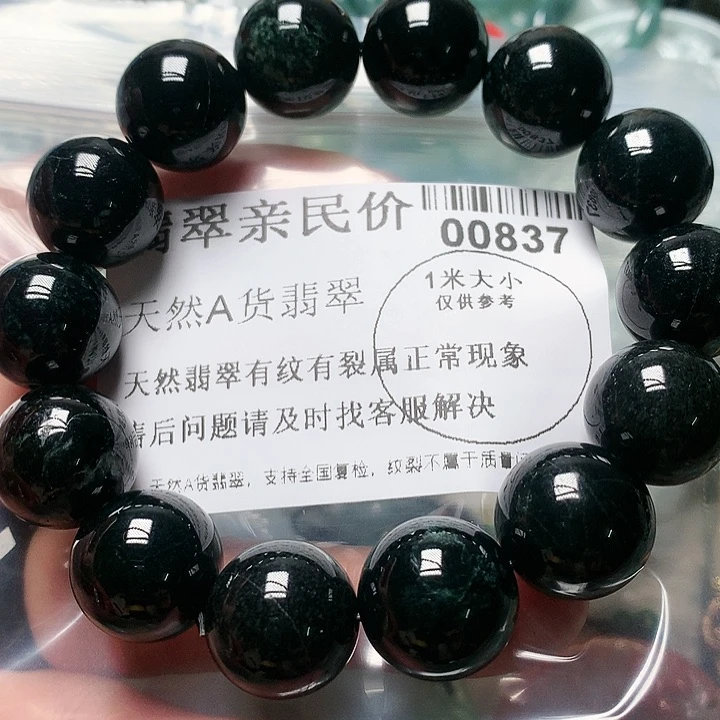 翡翠亲民价
00837
天然A货翡翠
1米大小
仅供参考
天然翡翠有纹有裂属正常现象
售后问题请及时找客服解决
天然A货翡翠，支持全国复检，纹裂不属于质量问